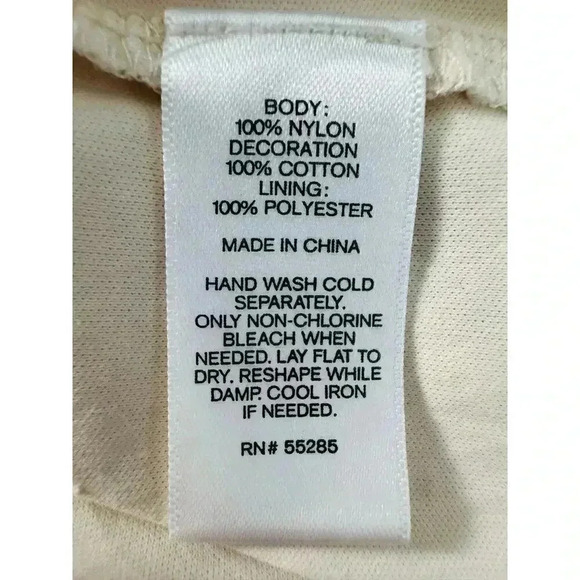 BODY:
100% NYLON
DECORATION
100% COTTON
LINING:
100% POLYESTER
MADE IN CHINA
HAND WASH COLD
SEPARATELY.
ONLY NON-CHLORINE
BLEACH WHEN
NEEDED. LAY FLAT TO
DRY. RESHAPE WHILE
DAMP. COOL IRON
IF NEEDED.
RN# 55285